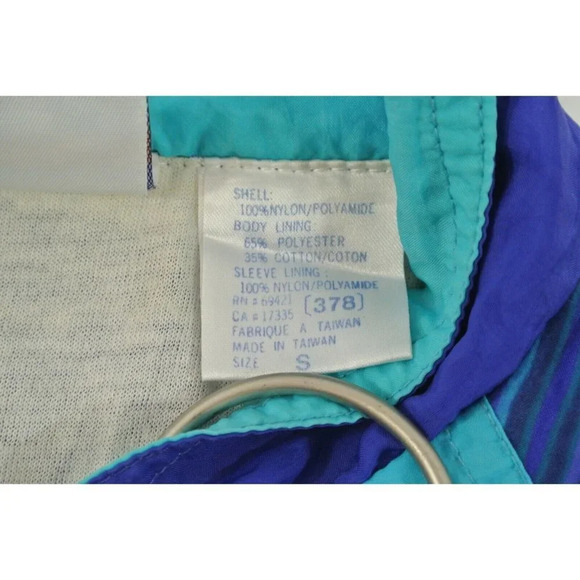 SHELL:
100% NYLON/POLYAMIDE
BODY LINING:
65% POLYESTER
35% COTTON/COTON
SLEEVE LINING:
100% NYLON/POLYAMIDE
RN # 69421 [378]
CA # 17335
FABRIQUE A TAIWAN
MADE IN TAIWAN
SIZE S